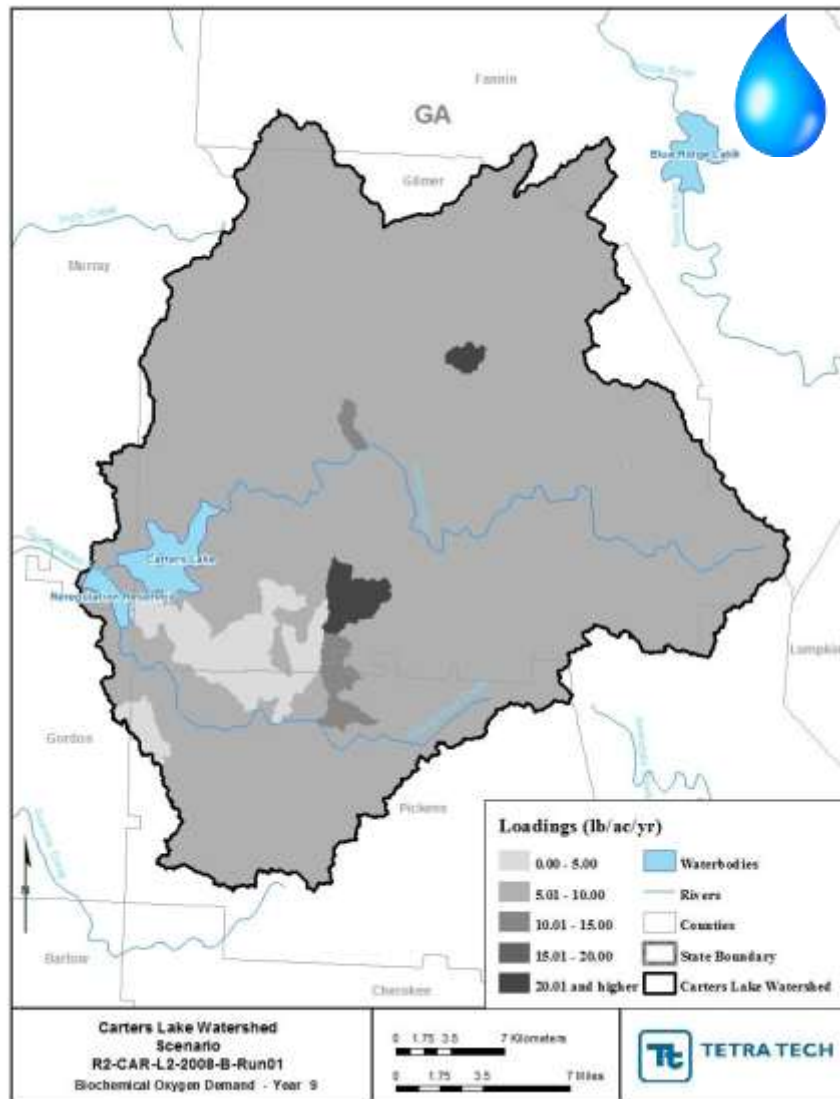 Fannin
GA
Blue Ridge Lake
Gilmer
Holly Creek
Murray
Carters Lake
Reregulation Reservoir
Lumpkin
Gordon
Pickens
Bartow
Cherokee
N
Loadings (lb/ac/yr)
0.00 - 5.00
5.01 - 10.00
10.01 - 15.00
15.01 - 20.00
20.01 and higher
Waterbodies
Rivers
Counties
State Boundary
Carters Lake Watershed
Carters Lake Watershed
Scenario
R2-CAR-L2-2008-B-Run01
Biochemical Oxygen Demand - Year 9
0 1.75 3.5 7 Kilometers
0 1.75 3.5 7 Miles
Tt TETRA TECH